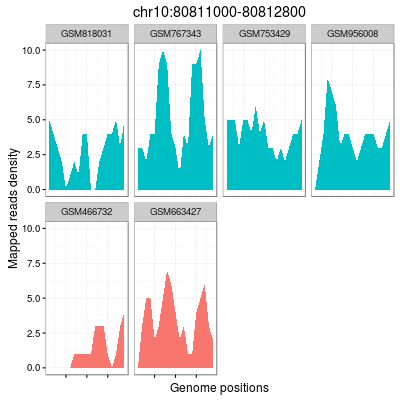 chr10:80811000-80812800
GSM818031 GSM767343 GSM753429 GSM956008
10.0
7.5
5.0
2.5
0.0
Mapped reads density
GSM466732 GSM663427
10.0
7.5
5.0
2.5
0.0
Genome positions